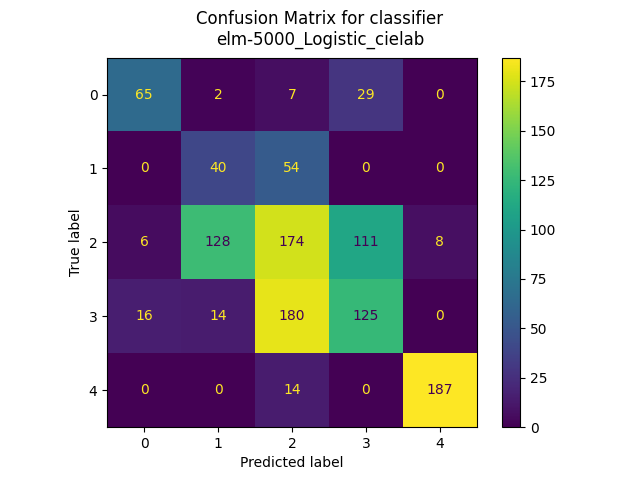 Confusion Matrix for classifier
elm-5000_Logistic_cielab
True label
0 65 2 7 29 0
1 0 40 54 0 0
2 6 128 174 111 8
3 16 14 180 125 0
4 0 0 14 0 187
0 1 2 3 4
Predicted label
175
150
125
100
75
50
25
0